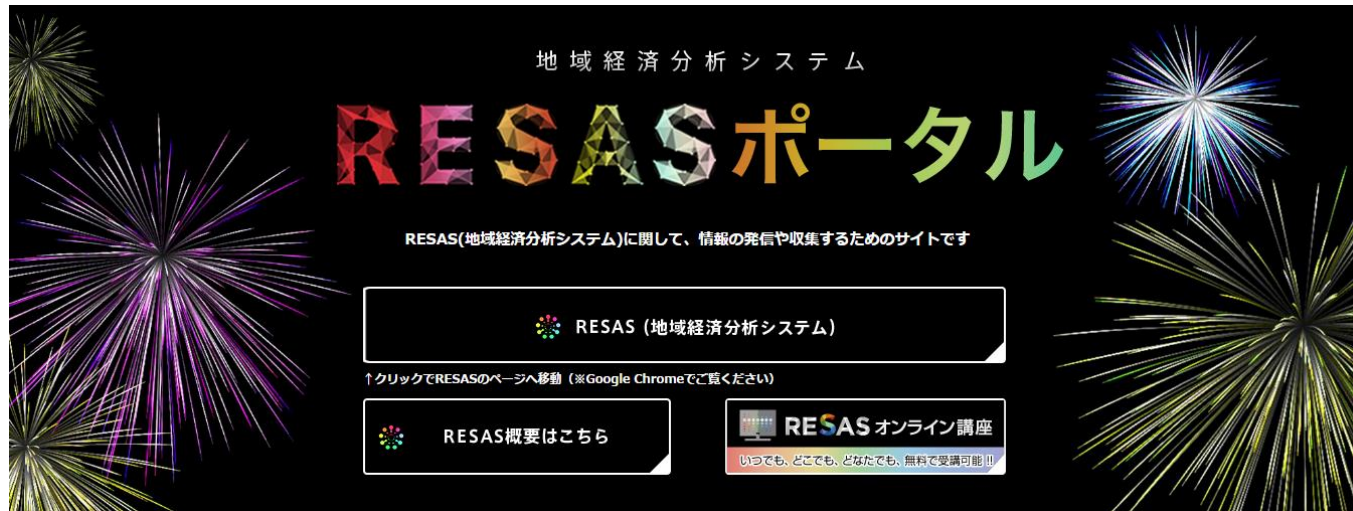 地域経済分析システム
RESASポータル
RESAS(地域経済分析システム)に関して、情報の発信や収集するためのサイトです
RESAS (地域経済分析システム)
↑クリックでRESASのページへ移動（※Google Chromeでご覧ください）
RESAS概要はこちら
RESAS オンライン講座
いつでも、どこでも、どなたでも、無料で受講可能!!